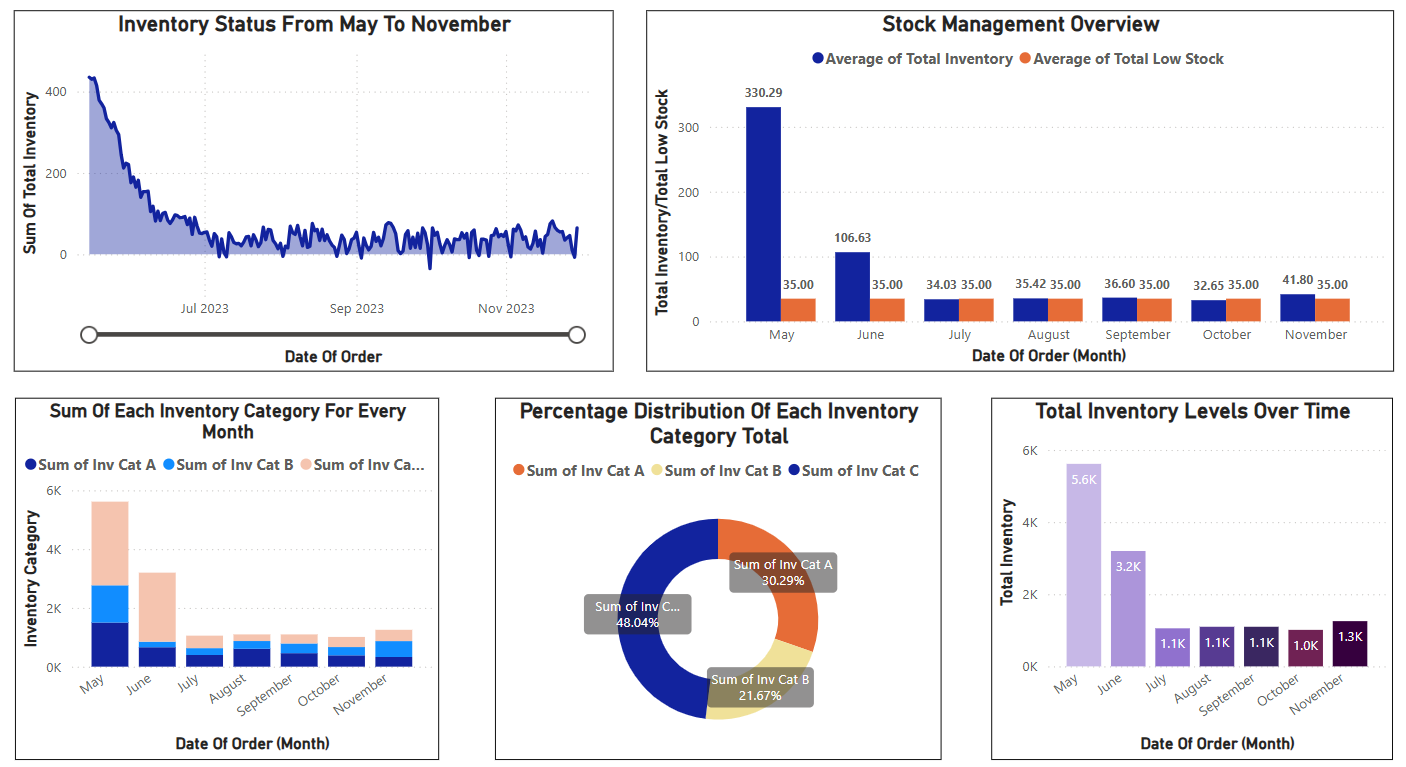 Inventory Status From May To November
Sum Of Total Inventory
400
200
0
Jul 2023 Sep 2023 Nov 2023
Date Of Order
Stock Management Overview
Average of Total Inventory Average of Total Low Stock
Total Inventory/Total Low Stock
300
200
100
0
330.29 35.00 106.63 35.00 34.03 35.00 35.42 35.00 36.60 35.00 32.65 35.00 41.80 35.00
May June July August September October November
Date Of Order (Month)
Sum Of Each Inventory Category For Every
Month
Sum of Inv Cat A Sum of Inv Cat B Sum of Inv Ca...
Inventory Category
6K
4K
2K
0K
May June July August September October November
Date Of Order (Month)
Percentage Distribution Of Each Inventory
Category Total
Sum of Inv Cat A Sum of Inv Cat B Sum of Inv Cat C
Sum of Inv Cat A
30.29%
Sum of Inv C...
48.04%
Sum of Inv Cat B
21.67%
Total Inventory Levels Over Time
Total Inventory
6K
4K
2K
0K
5.6K 3.2K 1.1K 1.1K 1.1K 1.0K 1.3K
May June July August September October November
Date Of Order (Month)